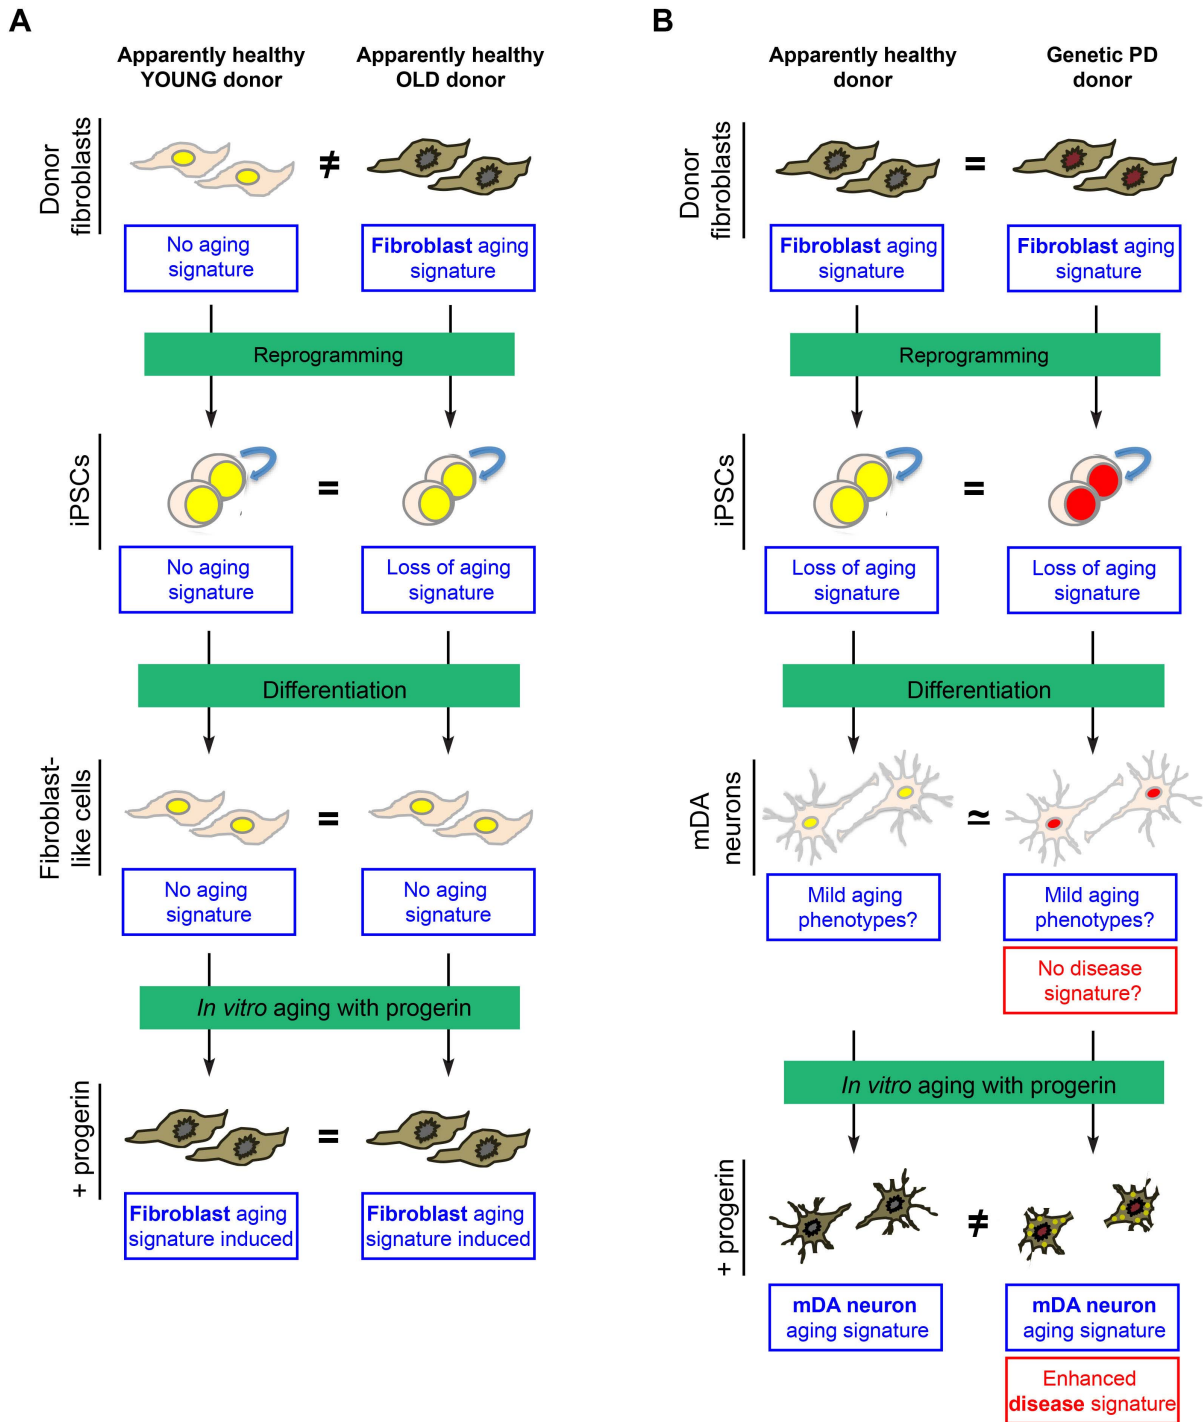 A
Apparently healthy
YOUNG donor
Apparently healthy
OLD donor
Donor
fibroblasts
≠
No aging
signature
Fibroblast aging
signature
Reprogramming
iPSCs
=
No aging
signature
Loss of aging
signature
Differentiation
Fibroblast-
like cells
=
No aging
signature
No aging
signature
In vitro aging with progerin
+ progerin
=
Fibroblast aging
signature induced
Fibroblast aging
signature induced
B
Apparently healthy
donor
Genetic PD
donor
Donor
fibroblasts
=
Fibroblast aging
signature
Fibroblast aging
signature
Reprogramming
iPSCs
=
Loss of aging
signature
Loss of aging
signature
Differentiation
mDA
neurons
≃
Mild aging
phenotypes?
Mild aging
phenotypes?
No disease
signature?
In vitro aging with progerin
+ progerin
≠
mDA neuron
aging signature
mDA neuron
aging signature
Enhanced
disease signature